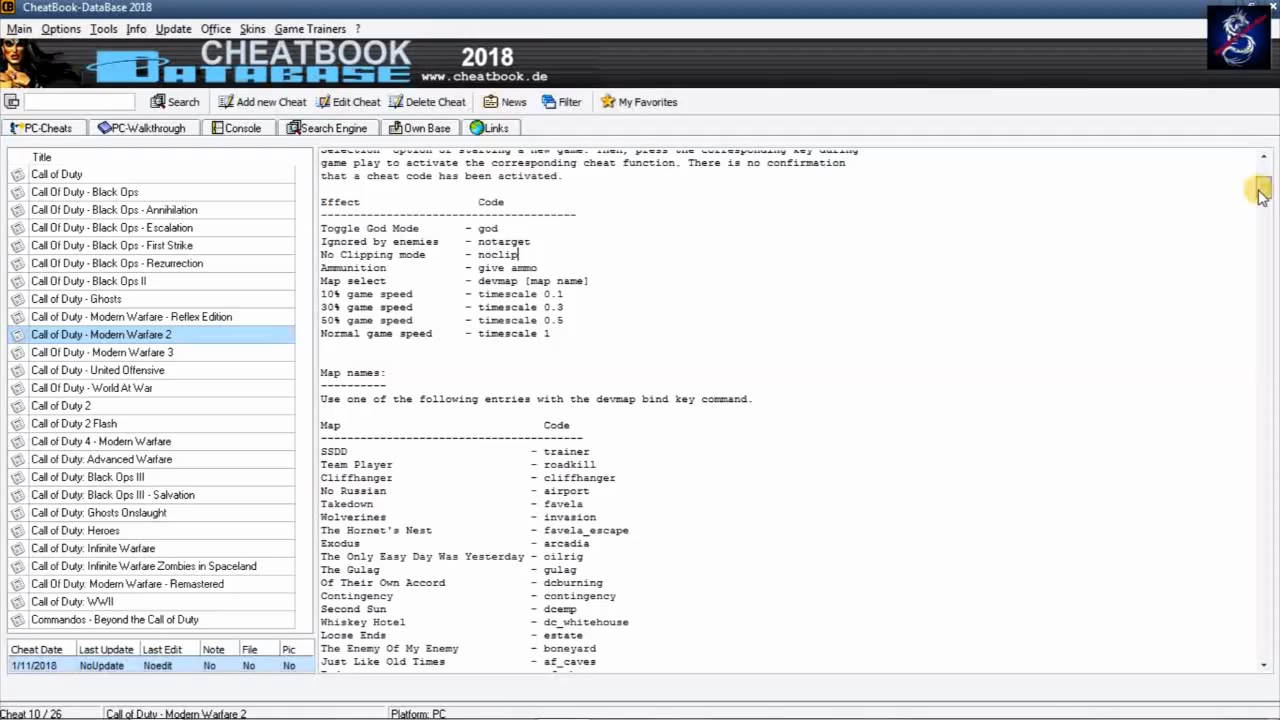 CheatBook-DataBase 2018
Main Options Tools Info Update Office Skins Game Trainers ?
CHEATBOOK
DATABASE
2018
www.cheatbook.de
Search Add new Cheat Edit Cheat Delete Cheat News Filter My Favorites
PC-Cheats PC-Walkthrough Console Search Engine Own Base Links
Title
Call of Duty
Call Of Duty - Black Ops
Call Of Duty - Black Ops - Annihilation
Call Of Duty - Black Ops - Escalation
Call Of Duty - Black Ops - First Strike
Call Of Duty - Black Ops - Rezurrection
Call Of Duty - Black Ops II
Call of Duty - Ghosts
Call of Duty - Modern Warfare - Reflex Edition
Call of Duty - Modern Warfare 2
Call Of Duty - Modern Warfare 3
Call of Duty - United Offensive
Call of Duty - World At War
Call of Duty 2
Call of Duty 2 Flash
Call of Duty 4 - Modern Warfare
Call of Duty: Advanced Warfare
Call of Duty: Black Ops III
Call of Duty: Black Ops III - Salvation
Call of Duty: Ghosts Onslaught
Call of Duty: Heroes
Call of Duty: Infinite Warfare
Call of Duty: Infinite Warfare Zombies in Spaceland
Call Of Duty: Modern Warfare - Remastered
Call of Duty: WWII
Commandos - Beyond the Call of Duty
Cheat Date Last Update Last Edit Note File Pic
1/11/2018 NoUpdate Noedit No No No
Selection" option or starting a new game. Then, press the corresponding key during
game play to activate the corresponding cheat function. There is no confirmation
that a cheat code has been activated.
Effect Code
---------------------------------------
Toggle God Mode - god
Ignored by enemies - notarget
No Clipping mode - noclip
Ammunition - give ammo
Map select - devmap [map name]
10% game speed - timescale 0.1
30% game speed - timescale 0.3
50% game speed - timescale 0.5
Normal game speed - timescale 1
Map names:
----------
Use one of the following entries with the devmap bind key command.
Map Code
----------------------------------------
SSDD - trainer
Team Player - roadkill
Cliffhanger - cliffhanger
No Russian - airport
Takedown - favela
Wolverines - invasion
The Hornet's Nest - favela_escape
Exodus - arcadia
The Only Easy Day Was Yesterday - oilrig
The Gulag - gulag
Of Their Own Accord - dcburning
Contingency - contingency
Second Sun - dcemp
Whiskey Hotel - dc_whitehouse
Loose Ends - estate
The Enemy Of My Enemy - boneyard
Just Like Old Times - af_caves
Cheat 10 / 26 Call of Duty - Modern Warfare 2 Platform: PC